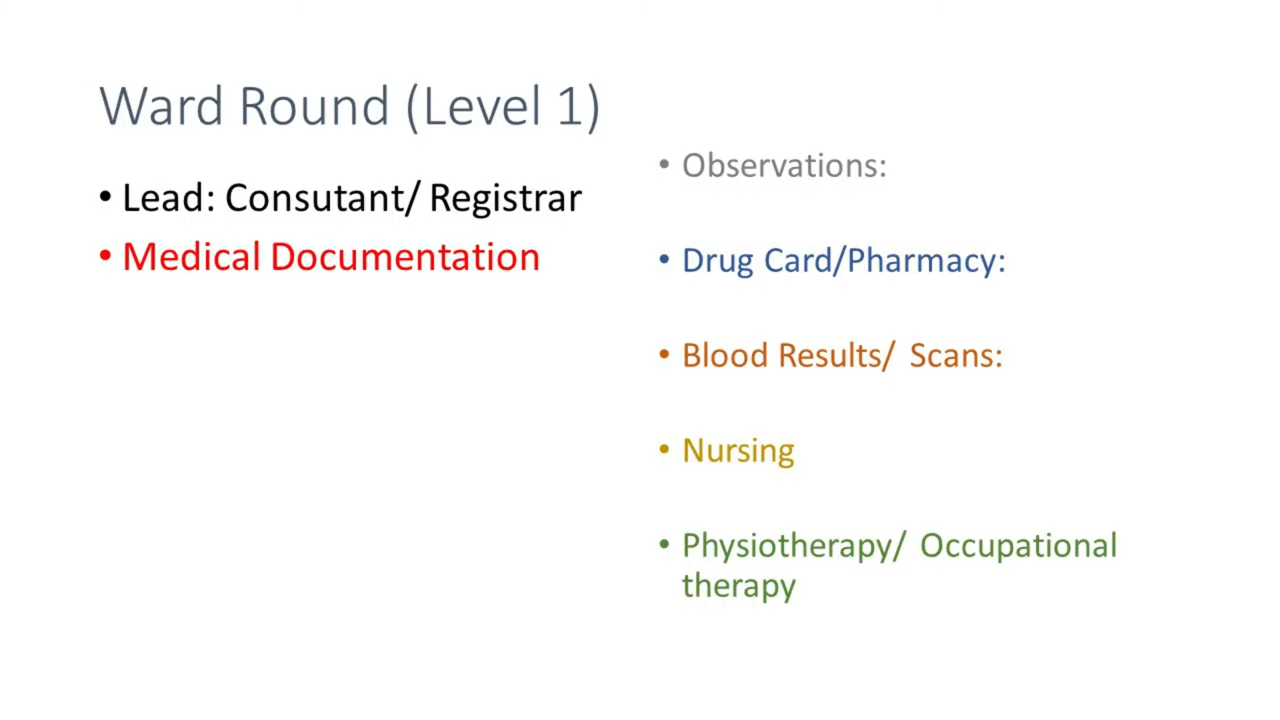 Ward Round (Level 1)
• Lead: Consutant/ Registrar
• Medical Documentation
• Observations:
• Drug Card/Pharmacy:
• Blood Results/ Scans:
• Nursing
• Physiotherapy/ Occupational
therapy